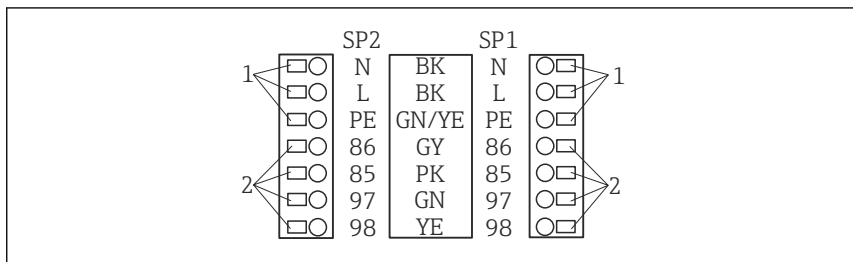 SP2 SP1
N BK N
1 L BK L 1
PE GN/YE PE
86 GY 86
2 85 PK 85 2
97 GN 97
98 YE 98